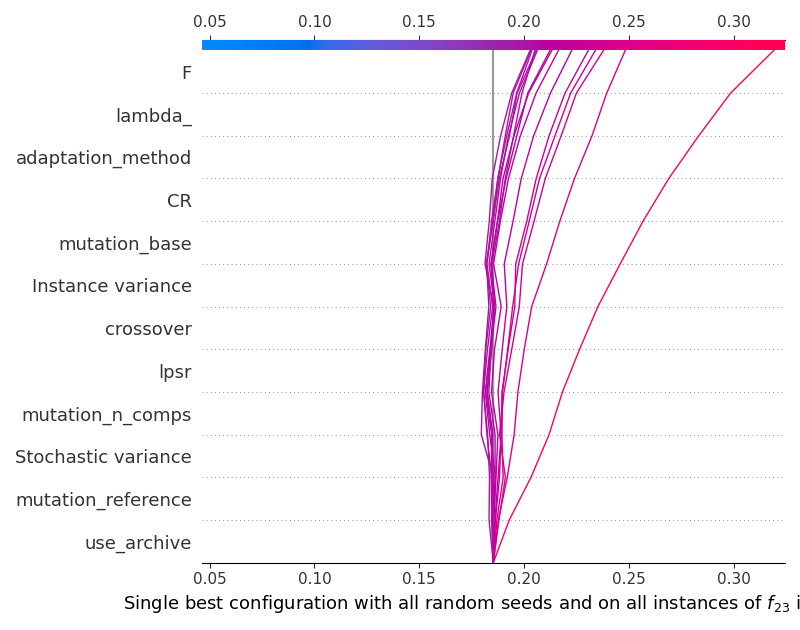 0.05 0.10 0.15 0.20 0.25 0.30
F
lambda_
adaptation_method
CR
mutation_base
Instance variance
crossover
lpsr
mutation_n_comps
Stochastic variance
mutation_reference
use_archive
0.05 0.10 0.15 0.20 0.25 0.30
Single best configuration with all random seeds and on all instances of f₂₃ i